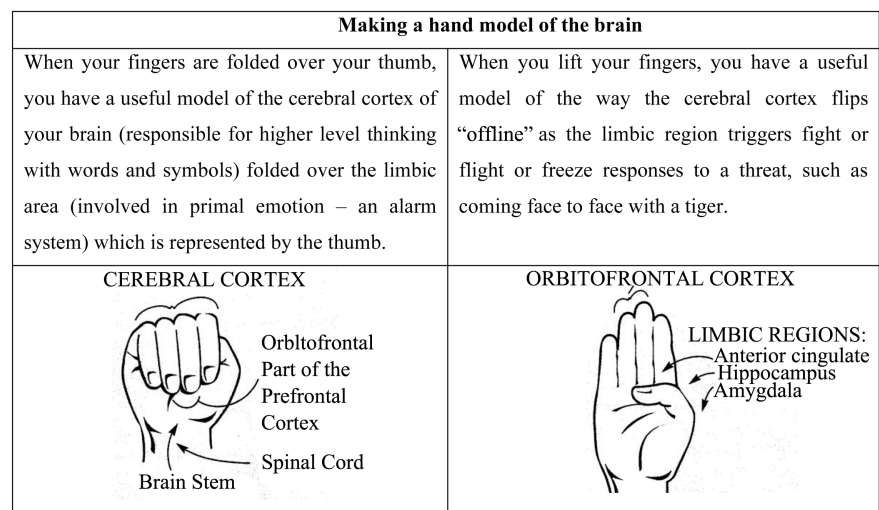 Making a hand model of the brain
When your fingers are folded over your thumb,
you have a useful model of the cerebral cortex of
your brain (responsible for higher level thinking
with words and symbols) folded over the limbic
area (involved in primal emotion – an alarm
system) which is represented by the thumb.
When you lift your fingers, you have a useful
model of the way the cerebral cortex flips
“offline” as the limbic region triggers fight or
flight or freeze responses to a threat, such as
coming face to face with a tiger.
CEREBRAL CORTEX
Orbltofrontal
Part of the
Prefrontal
Cortex
Spinal Cord
Brain Stem
ORBITOFRONTAL CORTEX
LIMBIC REGIONS:
Anterior cingulate
Hippocampus
Amygdala